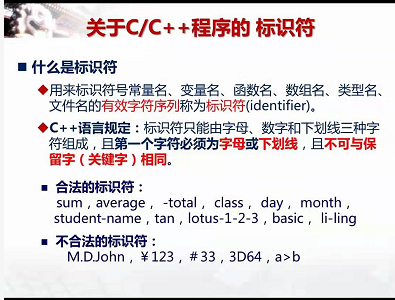 关于C/C++程序的 标识符
■ 什么是标识符
◆用来标识符号常量名、变量名、函数名、数组名、类型名、
文件名的有效字符序列称为标识符(identifier)。
◆C++语言规定：标识符只能由字母、数字和下划线三种字
符组成，且第一个字符必须为字母或下划线，且不可与保
留字（关键字）相同。
■ 合法的标识符：
sum，average， -total， class， day， month，
student-name，tan，lotus-1-2-3，basic， li-ling
■ 不合法的标识符：
M.D.John，￥123，#33，3D64，a>b